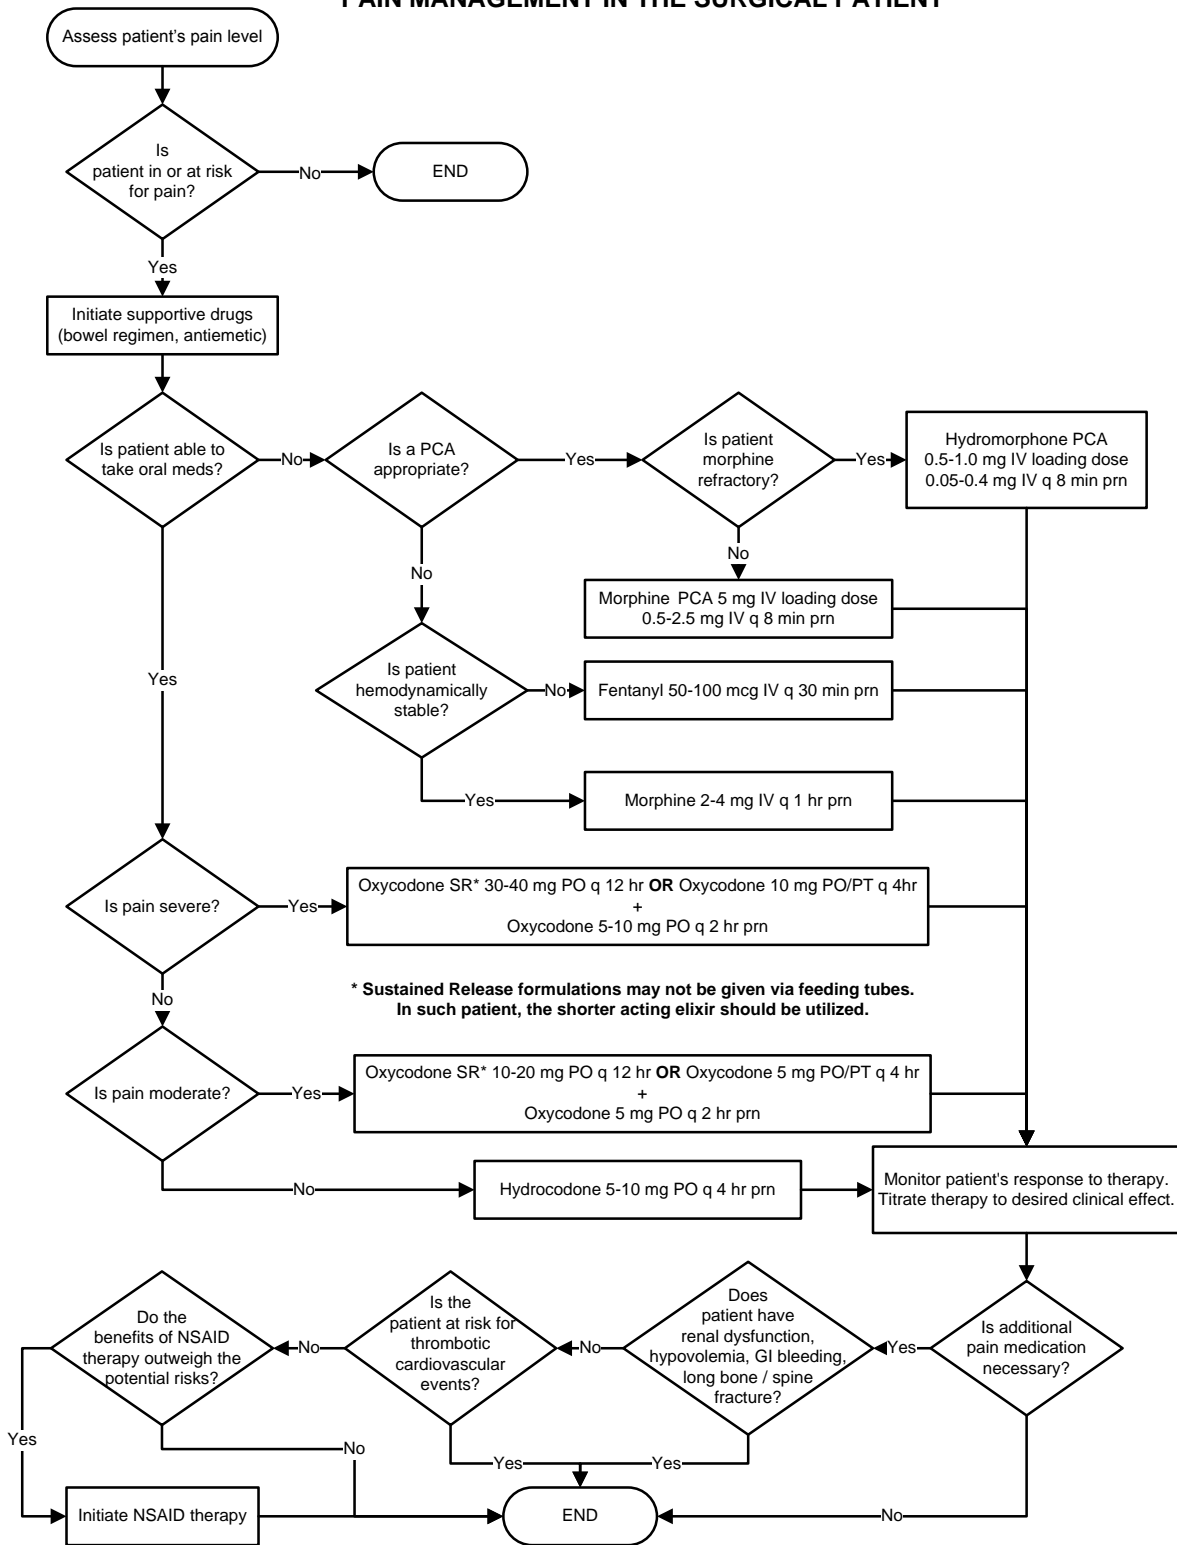 PAIN MANAGEMENT IN THE SURGICAL PATIENT
Assess patient's pain level
Is
patient in or at risk
for pain?
No
END
Yes
Initiate supportive drugs
(bowel regimen, antiemetic)
Is patient able to
take oral meds?
No
Is a PCA
appropriate?
Yes
Is patient
morphine
refractory?
Yes
Hydromorphone PCA
0.5-1.0 mg IV loading dose
0.05-0.4 mg IV q 8 min prn
No
No
Morphine PCA 5 mg IV loading dose
0.5-2.5 mg IV q 8 min prn
Yes
Is patient
hemodynamically
stable?
No
Fentanyl 50-100 mcg IV q 30 min prn
Yes
Morphine 2-4 mg IV q 1 hr prn
Is pain severe?
Yes
Oxycodone SR* 30-40 mg PO q 12 hr OR Oxycodone 10 mg PO/PT q 4hr
+
Oxycodone 5-10 mg PO q 2 hr prn
No
* Sustained Release formulations may not be given via feeding tubes.
In such patient, the shorter acting elixir should be utilized.
Is pain moderate?
Yes
Oxycodone SR* 10-20 mg PO q 12 hr OR Oxycodone 5 mg PO/PT q 4 hr
+
Oxycodone 5 mg PO q 2 hr prn
No
Hydrocodone 5-10 mg PO q 4 hr prn
Monitor patient's response to therapy.
Titrate therapy to desired clinical effect.
Do the
benefits of NSAID
therapy outweigh the
potential risks?
No
Is the
patient at risk for
thrombotic
cardiovascular
events?
No
Does
patient have
renal dysfunction,
hypovolemia, GI bleeding,
long bone / spine
fracture?
Yes
Is additional
pain medication
necessary?
Yes
No
Yes
Yes
Initiate NSAID therapy
END
No